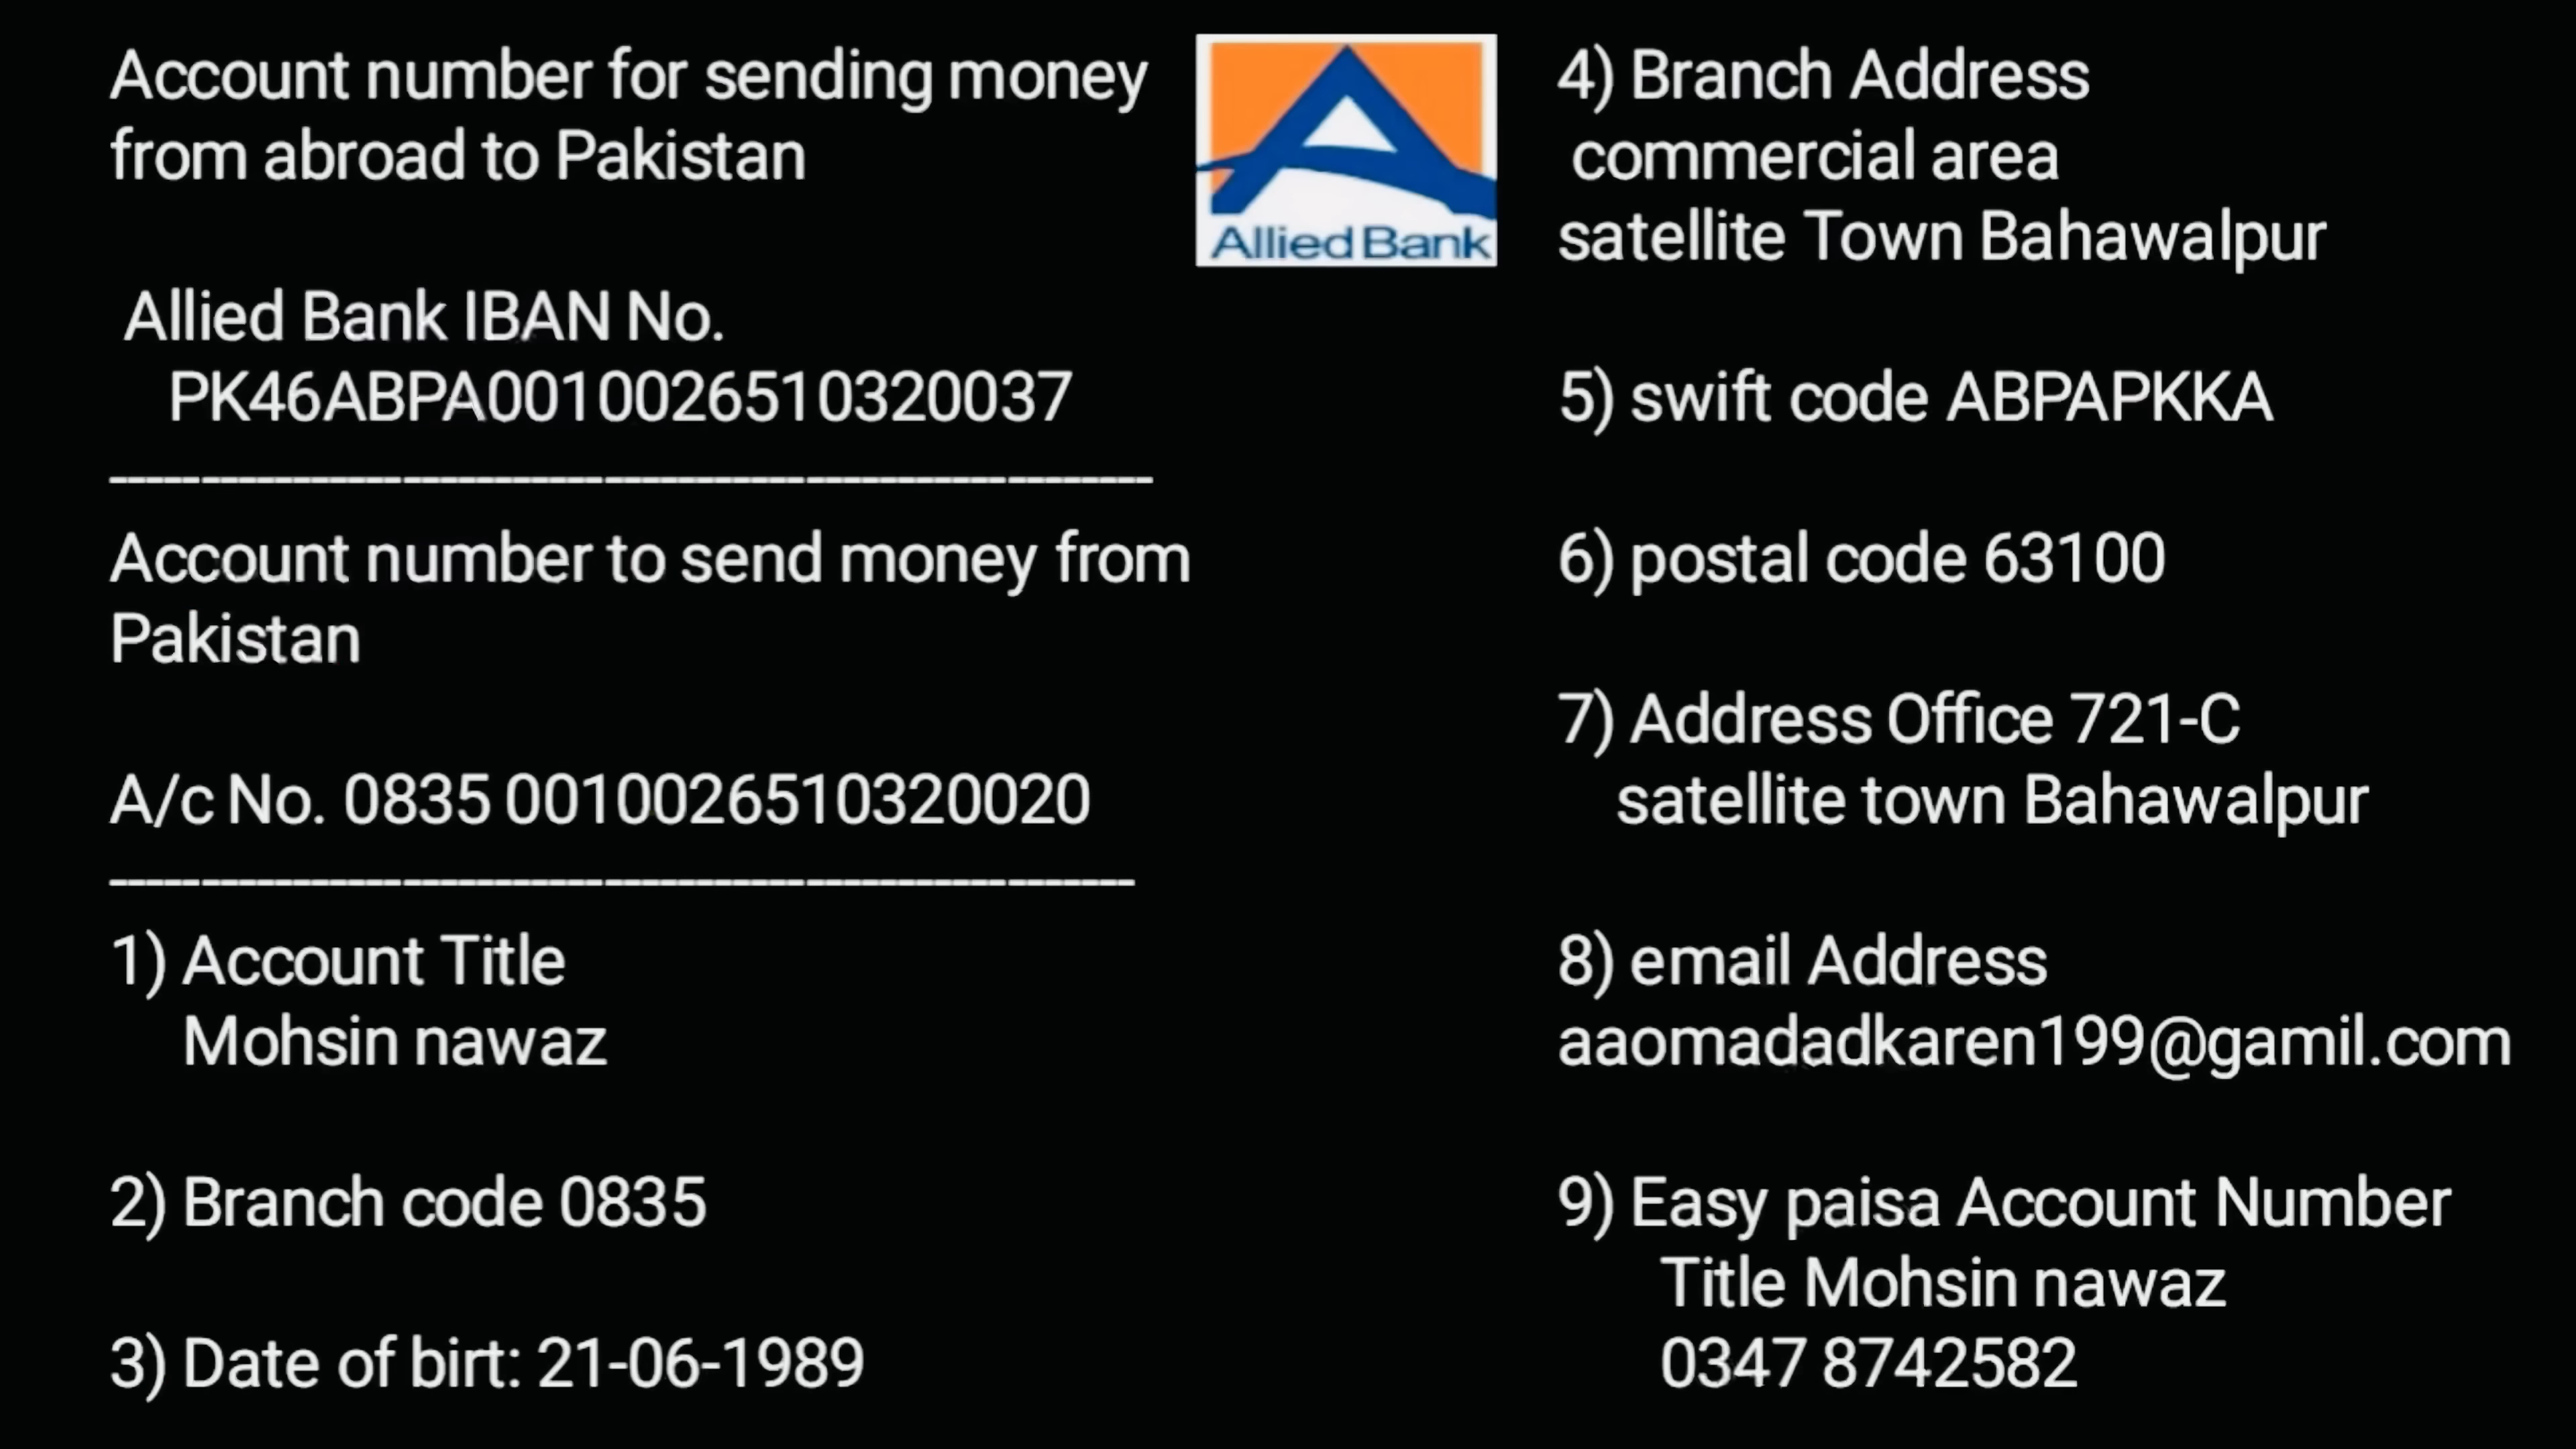 Account number for sending money
from abroad to Pakistan
Allied Bank IBAN No.
PK46ABPA0010026510320037
---------------------------------------------------------
Account number to send money from
Pakistan
A/c No. 0835 0010026510320020
--------------------------------------------------------
1) Account Title
Mohsin nawaz
2) Branch code 0835
3) Date of birt: 21-06-1989
Allied Bank
4) Branch Address
commercial area
satellite Town Bahawalpur
5) swift code ABPAPKKA
6) postal code 63100
7) Address Office 721-C
satellite town Bahawalpur
8) email Address
aaomadadkaren199@gamil.com
9) Easy paisa Account Number
Title Mohsin nawaz
0347 8742582